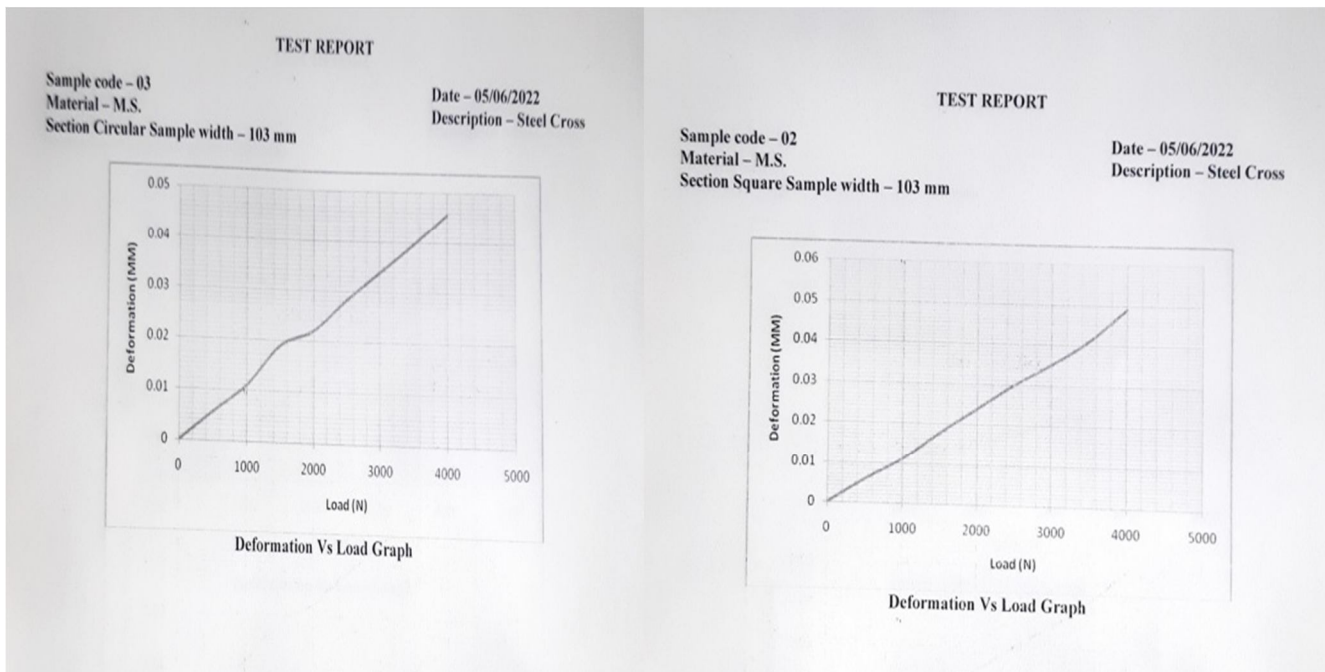 TEST REPORT
Sample code – 03
Material – M.S.
Section Circular Sample width – 103 mm
Date – 05/06/2022
Description – Steel Cross
0.05
0.04
0.03
0.02
0.01
0
Deformation (MM)
0 1000 2000 3000 4000 5000
Load (N)
Deformation Vs Load Graph
TEST REPORT
Sample code – 02
Material – M.S.
Section Square Sample width – 103 mm
Date – 05/06/2022
Description – Steel Cross
0.06
0.05
0.04
0.03
0.02
0.01
0
Deformation (MM)
0 1000 2000 3000 4000 5000
Load (N)
Deformation Vs Load Graph